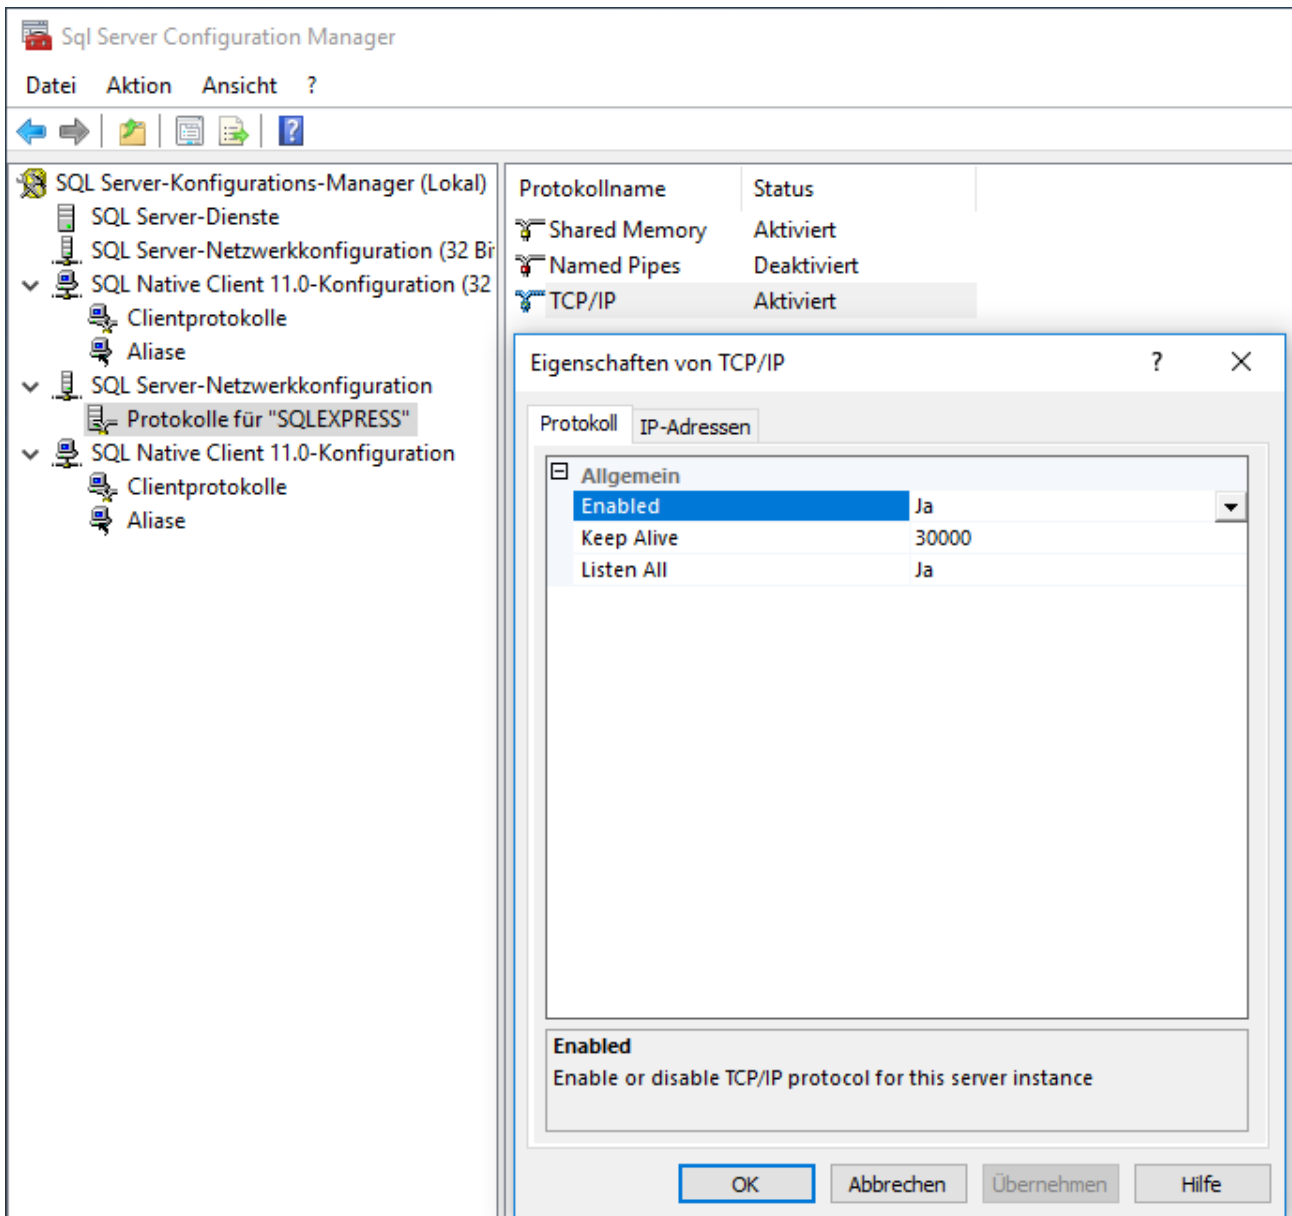 Sql Server Configuration Manager
Datei Aktion Ansicht ?
?
SQL Server-Konfigurations-Manager (Lokal)
SQL Server-Dienste
SQL Server-Netzwerkkonfiguration (32 Bi
SQL Native Client 11.0-Konfiguration (32
Clientprotokolle
Aliase
SQL Server-Netzwerkkonfiguration
Protokolle für "SQLEXPRESS"
SQL Native Client 11.0-Konfiguration
Clientprotokolle
Aliase
Protokollname Status
Shared Memory Aktiviert
Named Pipes Deaktiviert
TCP/IP Aktiviert
Eigenschaften von TCP/IP ?
Protokoll IP-Adressen
Allgemein
Enabled Ja
Keep Alive 30000
Listen All Ja
Enabled
Enable or disable TCP/IP protocol for this server instance
OK Abbrechen Übernehmen Hilfe